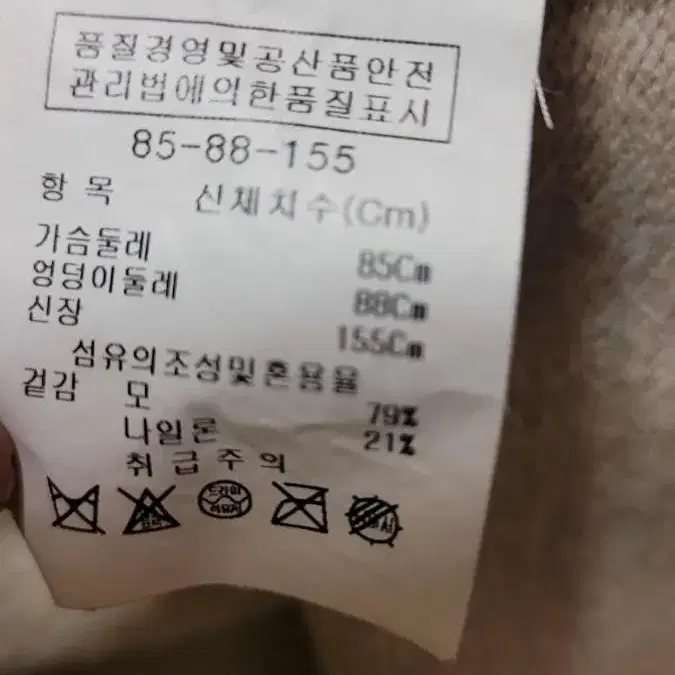 품질경영및공산품안전
관리법에의한품질표시
85-88-155
항 목 신체치수(Cm)
가슴둘레 85Cm
엉덩이둘레 88Cm
신장 155Cm
섬유의조성및혼용율
겉감 모 79%
나일론 21%
취 급 주 의
드라이